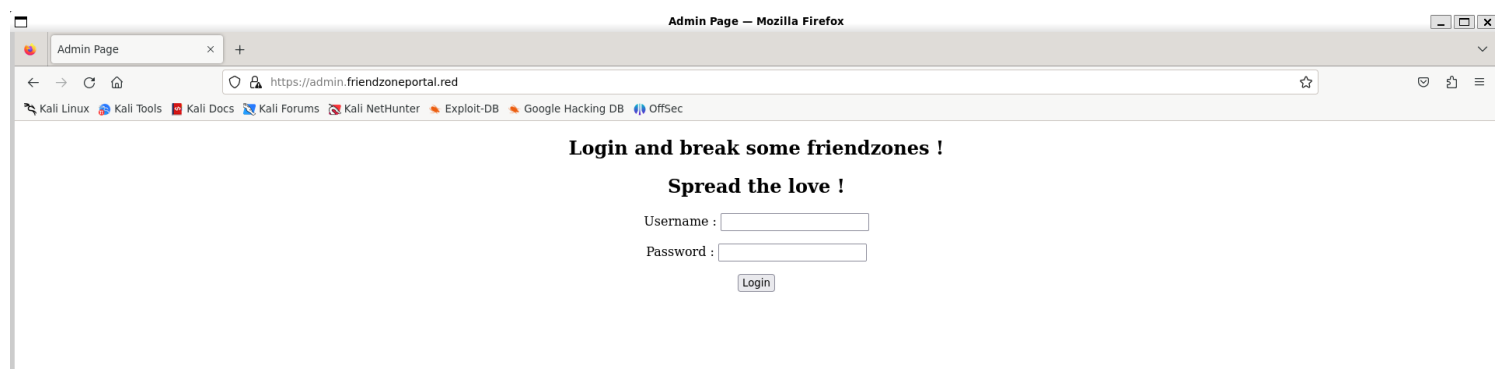 Admin Page — Mozilla Firefox
Admin Page
https://admin.friendzoneportal.red
Kali Linux Kali Tools Kali Docs Kali Forums Kali NetHunter Exploit-DB Google Hacking DB OffSec
Login and break some friendzones !
Spread the love !
Username :
Password :
Login